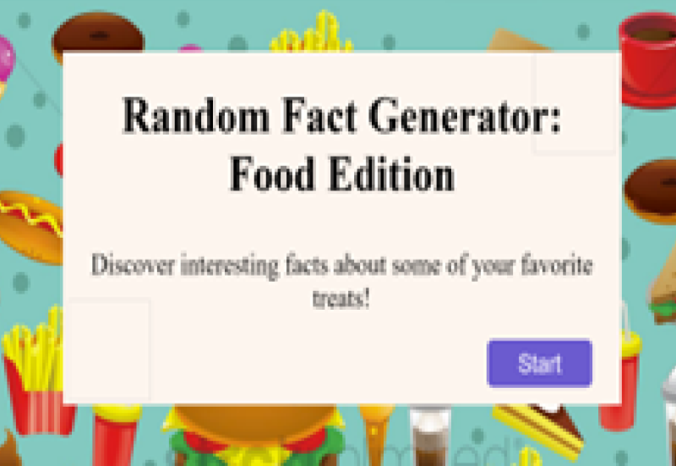 Random Fact Generator:
Food Edition
Discover interesting facts about some of your favorite
treats!
Start